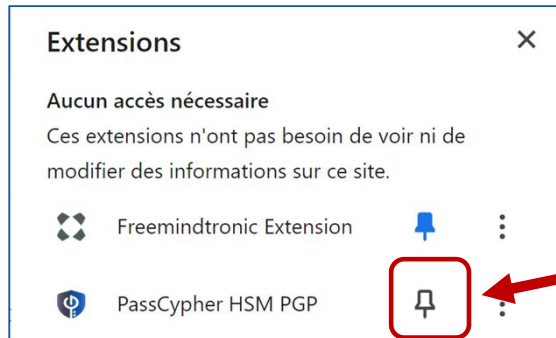 Extensions
Aucun accès nécessaire
Ces extensions n'ont pas besoin de voir ni de
modifier des informations sur ce site.
Freemindtronic Extension
PassCypher HSM PGP